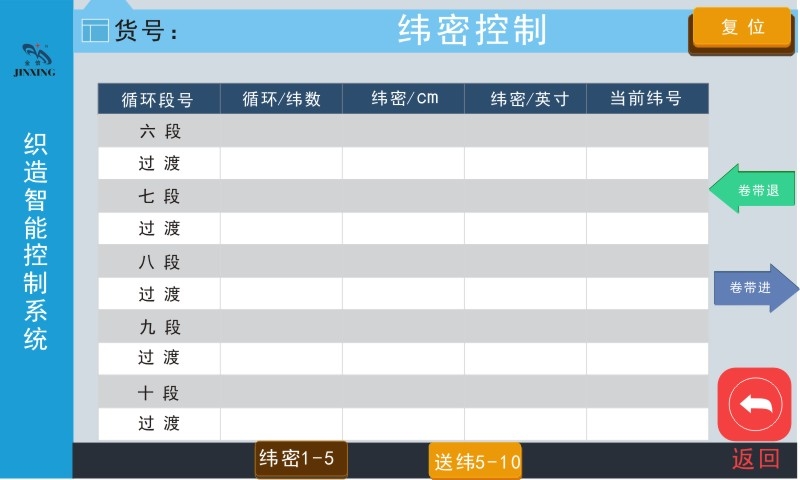 货号：
纬密控制
复位
金信
JINXING
织造智能控制系统
循环段号 循环/纬数 纬密/cm 纬密/英寸 当前纬号
六段
过渡
七段
过渡
八段
过渡
九段
过渡
十段
过渡
卷带退
卷带进
纬密1-5
送纬5-10
返回